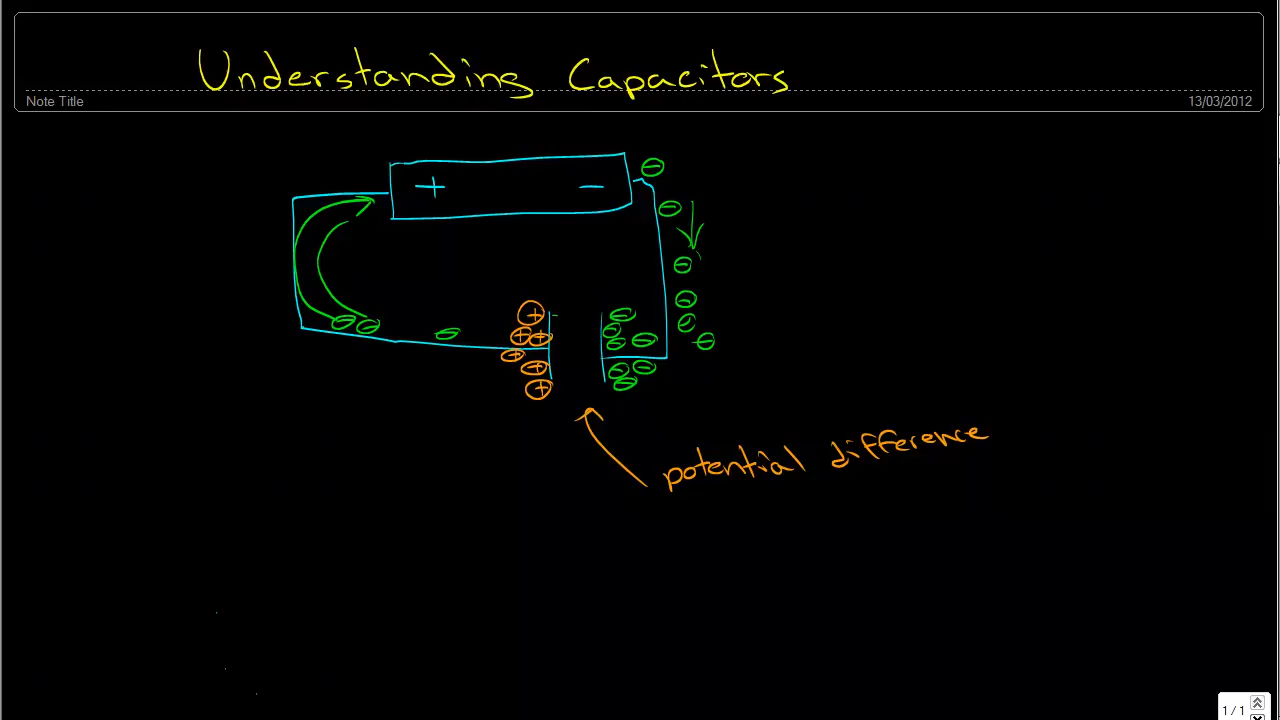 Understanding Capacitors
Note Title
13/03/2012
+ −
potential difference
1 / 1